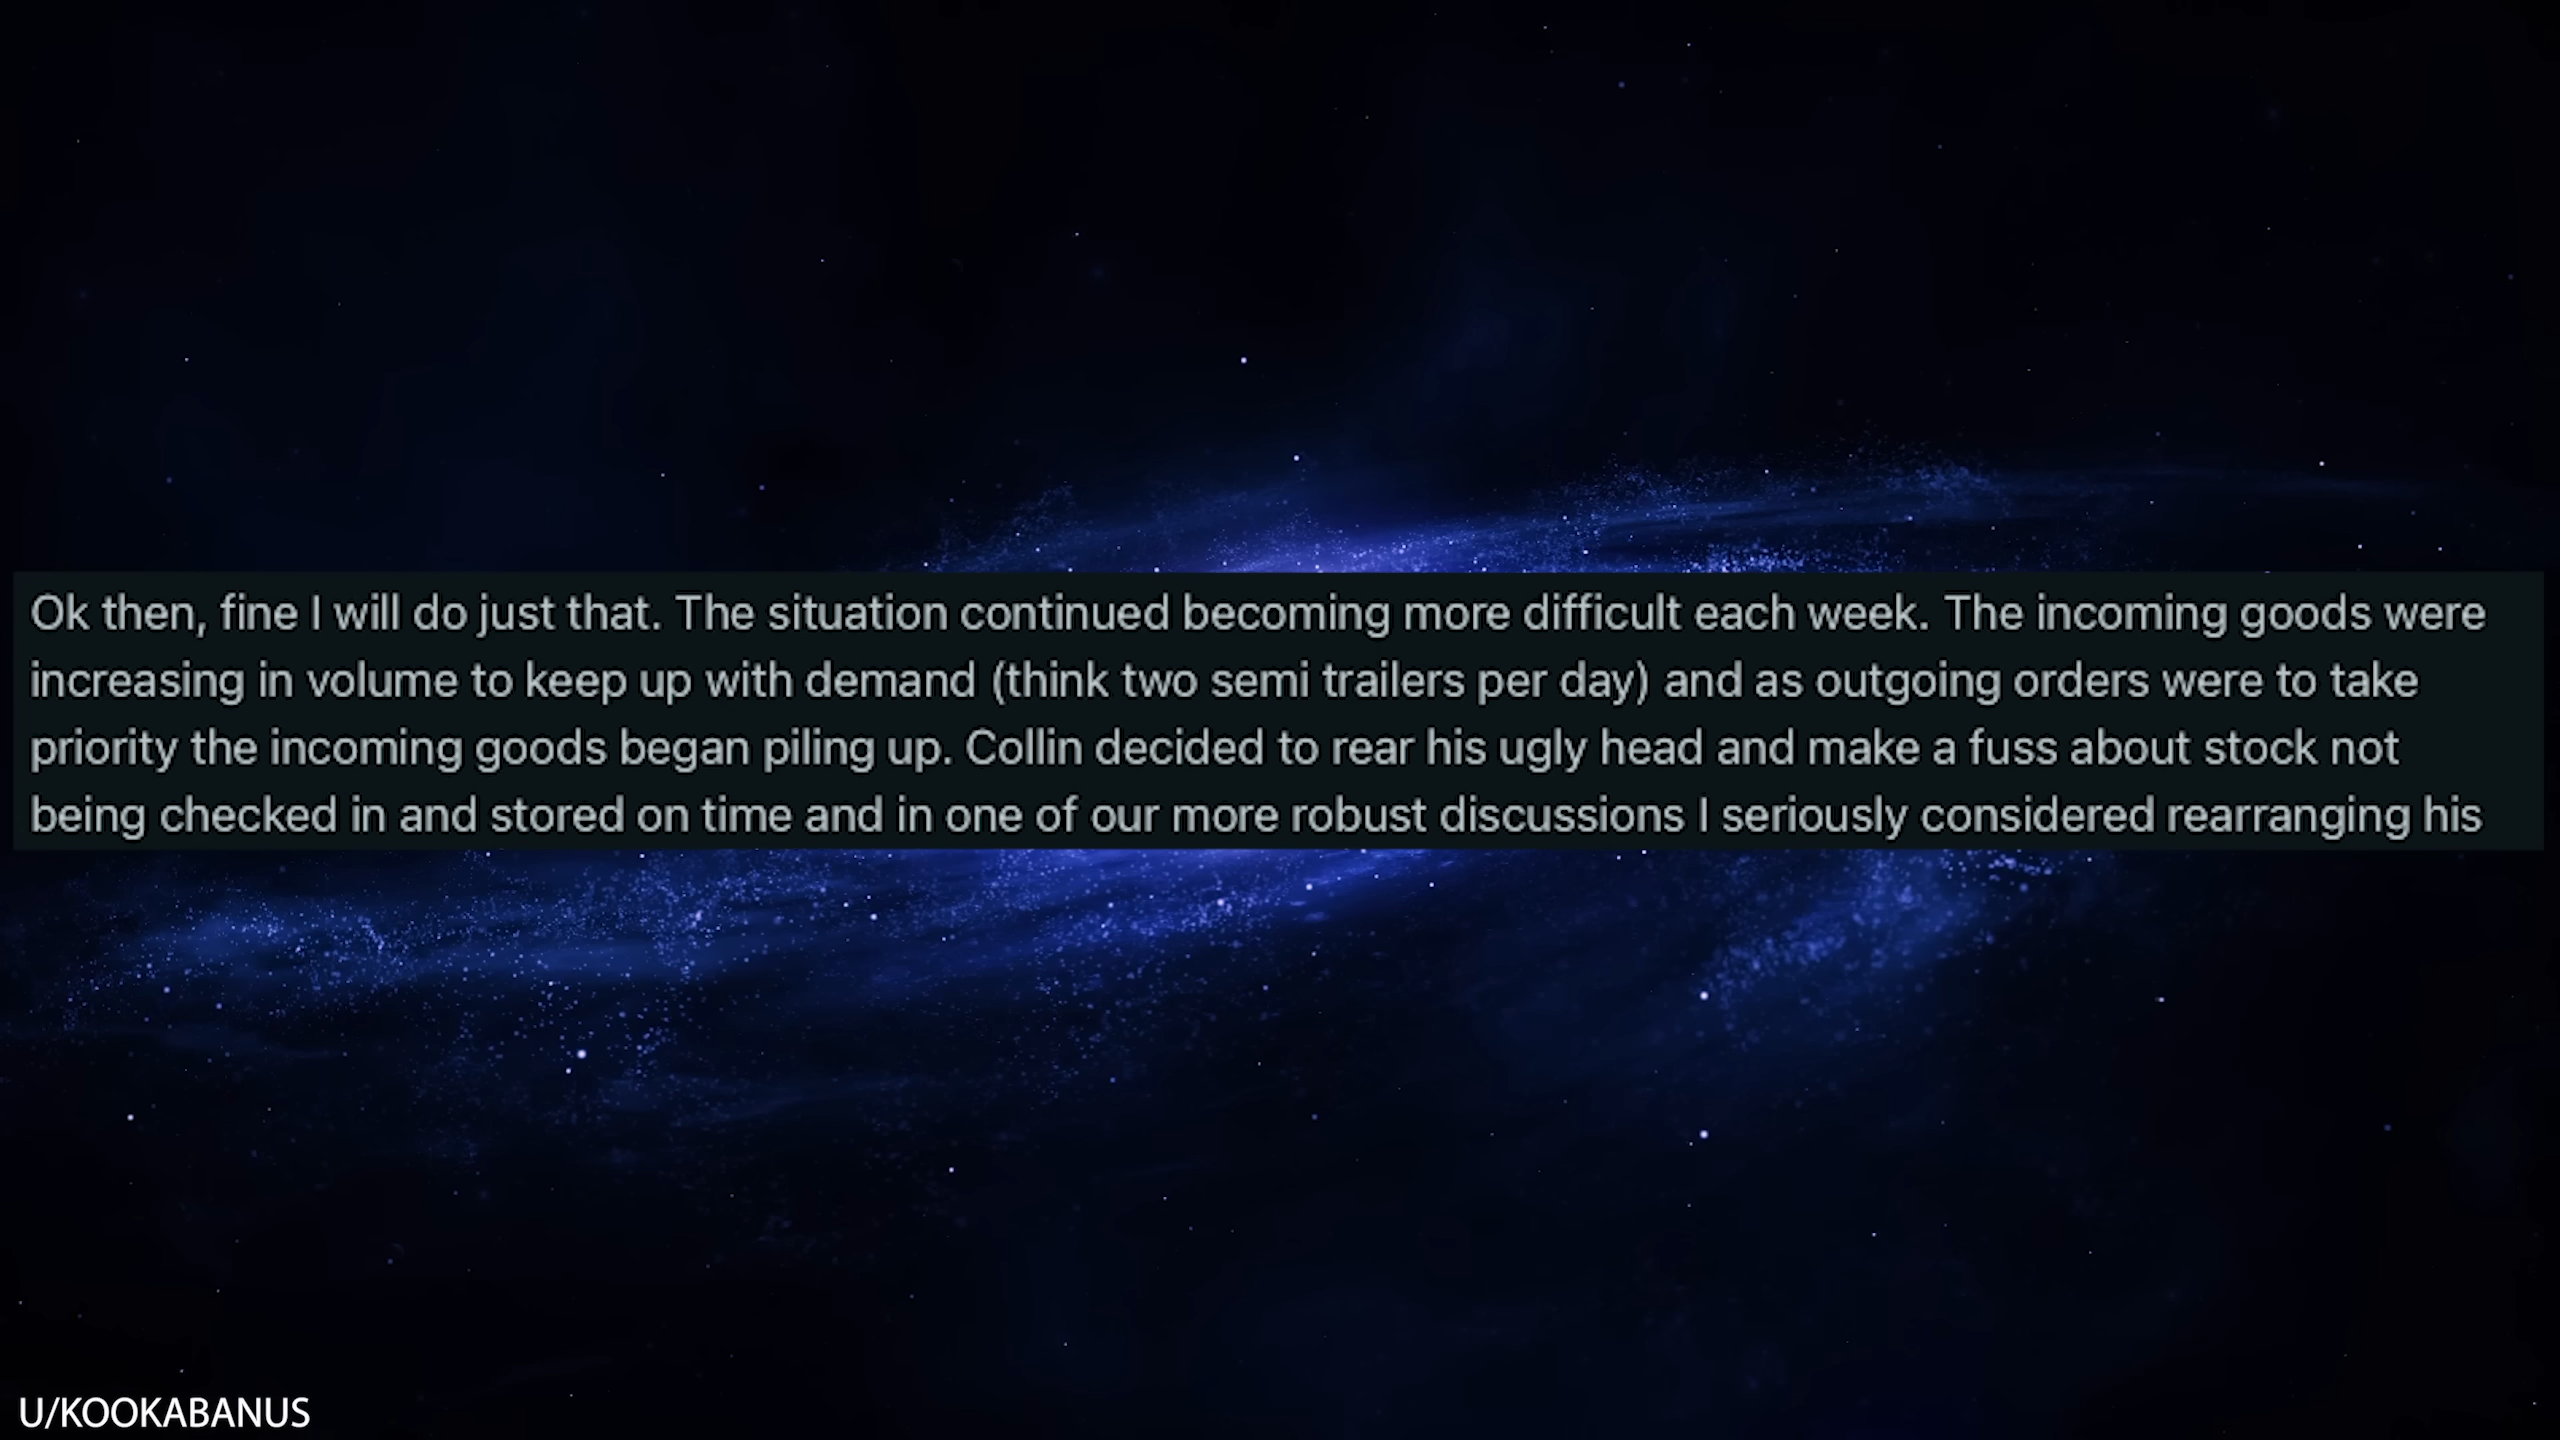 Ok then, fine I will do just that. The situation continued becoming more difficult each week. The incoming goods were
increasing in volume to keep up with demand (think two semi trailers per day) and as outgoing orders were to take
priority the incoming goods began piling up. Collin decided to rear his ugly head and make a fuss about stock not
being checked in and stored on time and in one of our more robust discussions I seriously considered rearranging his
U/KOOKABANUS